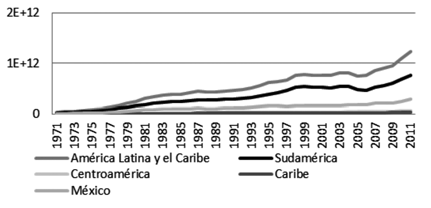 2E+12
1E+12
0
1971 1973 1975 1977 1979 1981 1983 1985 1987 1989 1991 1993 1995 1997 1999 2001 2003 2005 2007 2009 2011
América Latina y el Caribe Sudamérica
Centroamérica Caribe
México